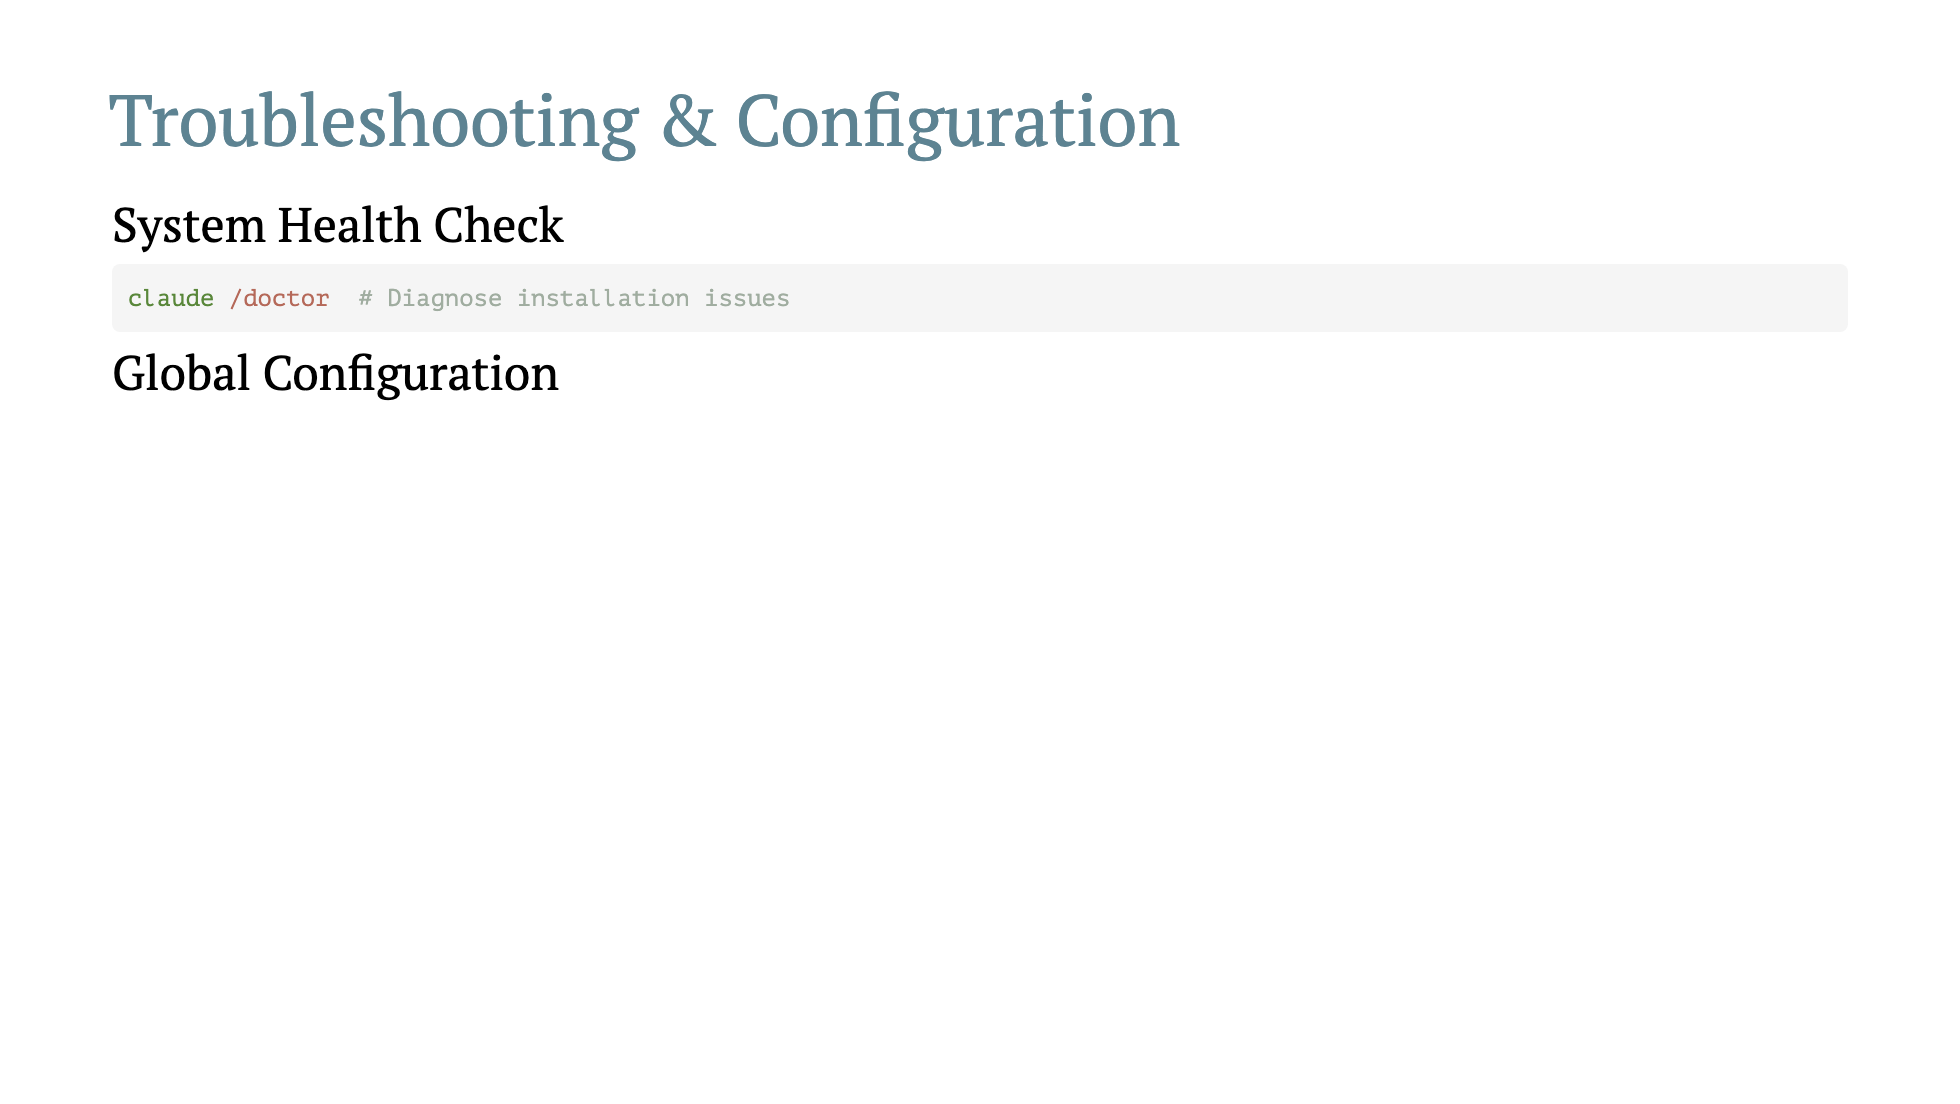 Troubleshooting & Configuration
System Health Check
claude /doctor  # Diagnose installation issues
Global Configuration